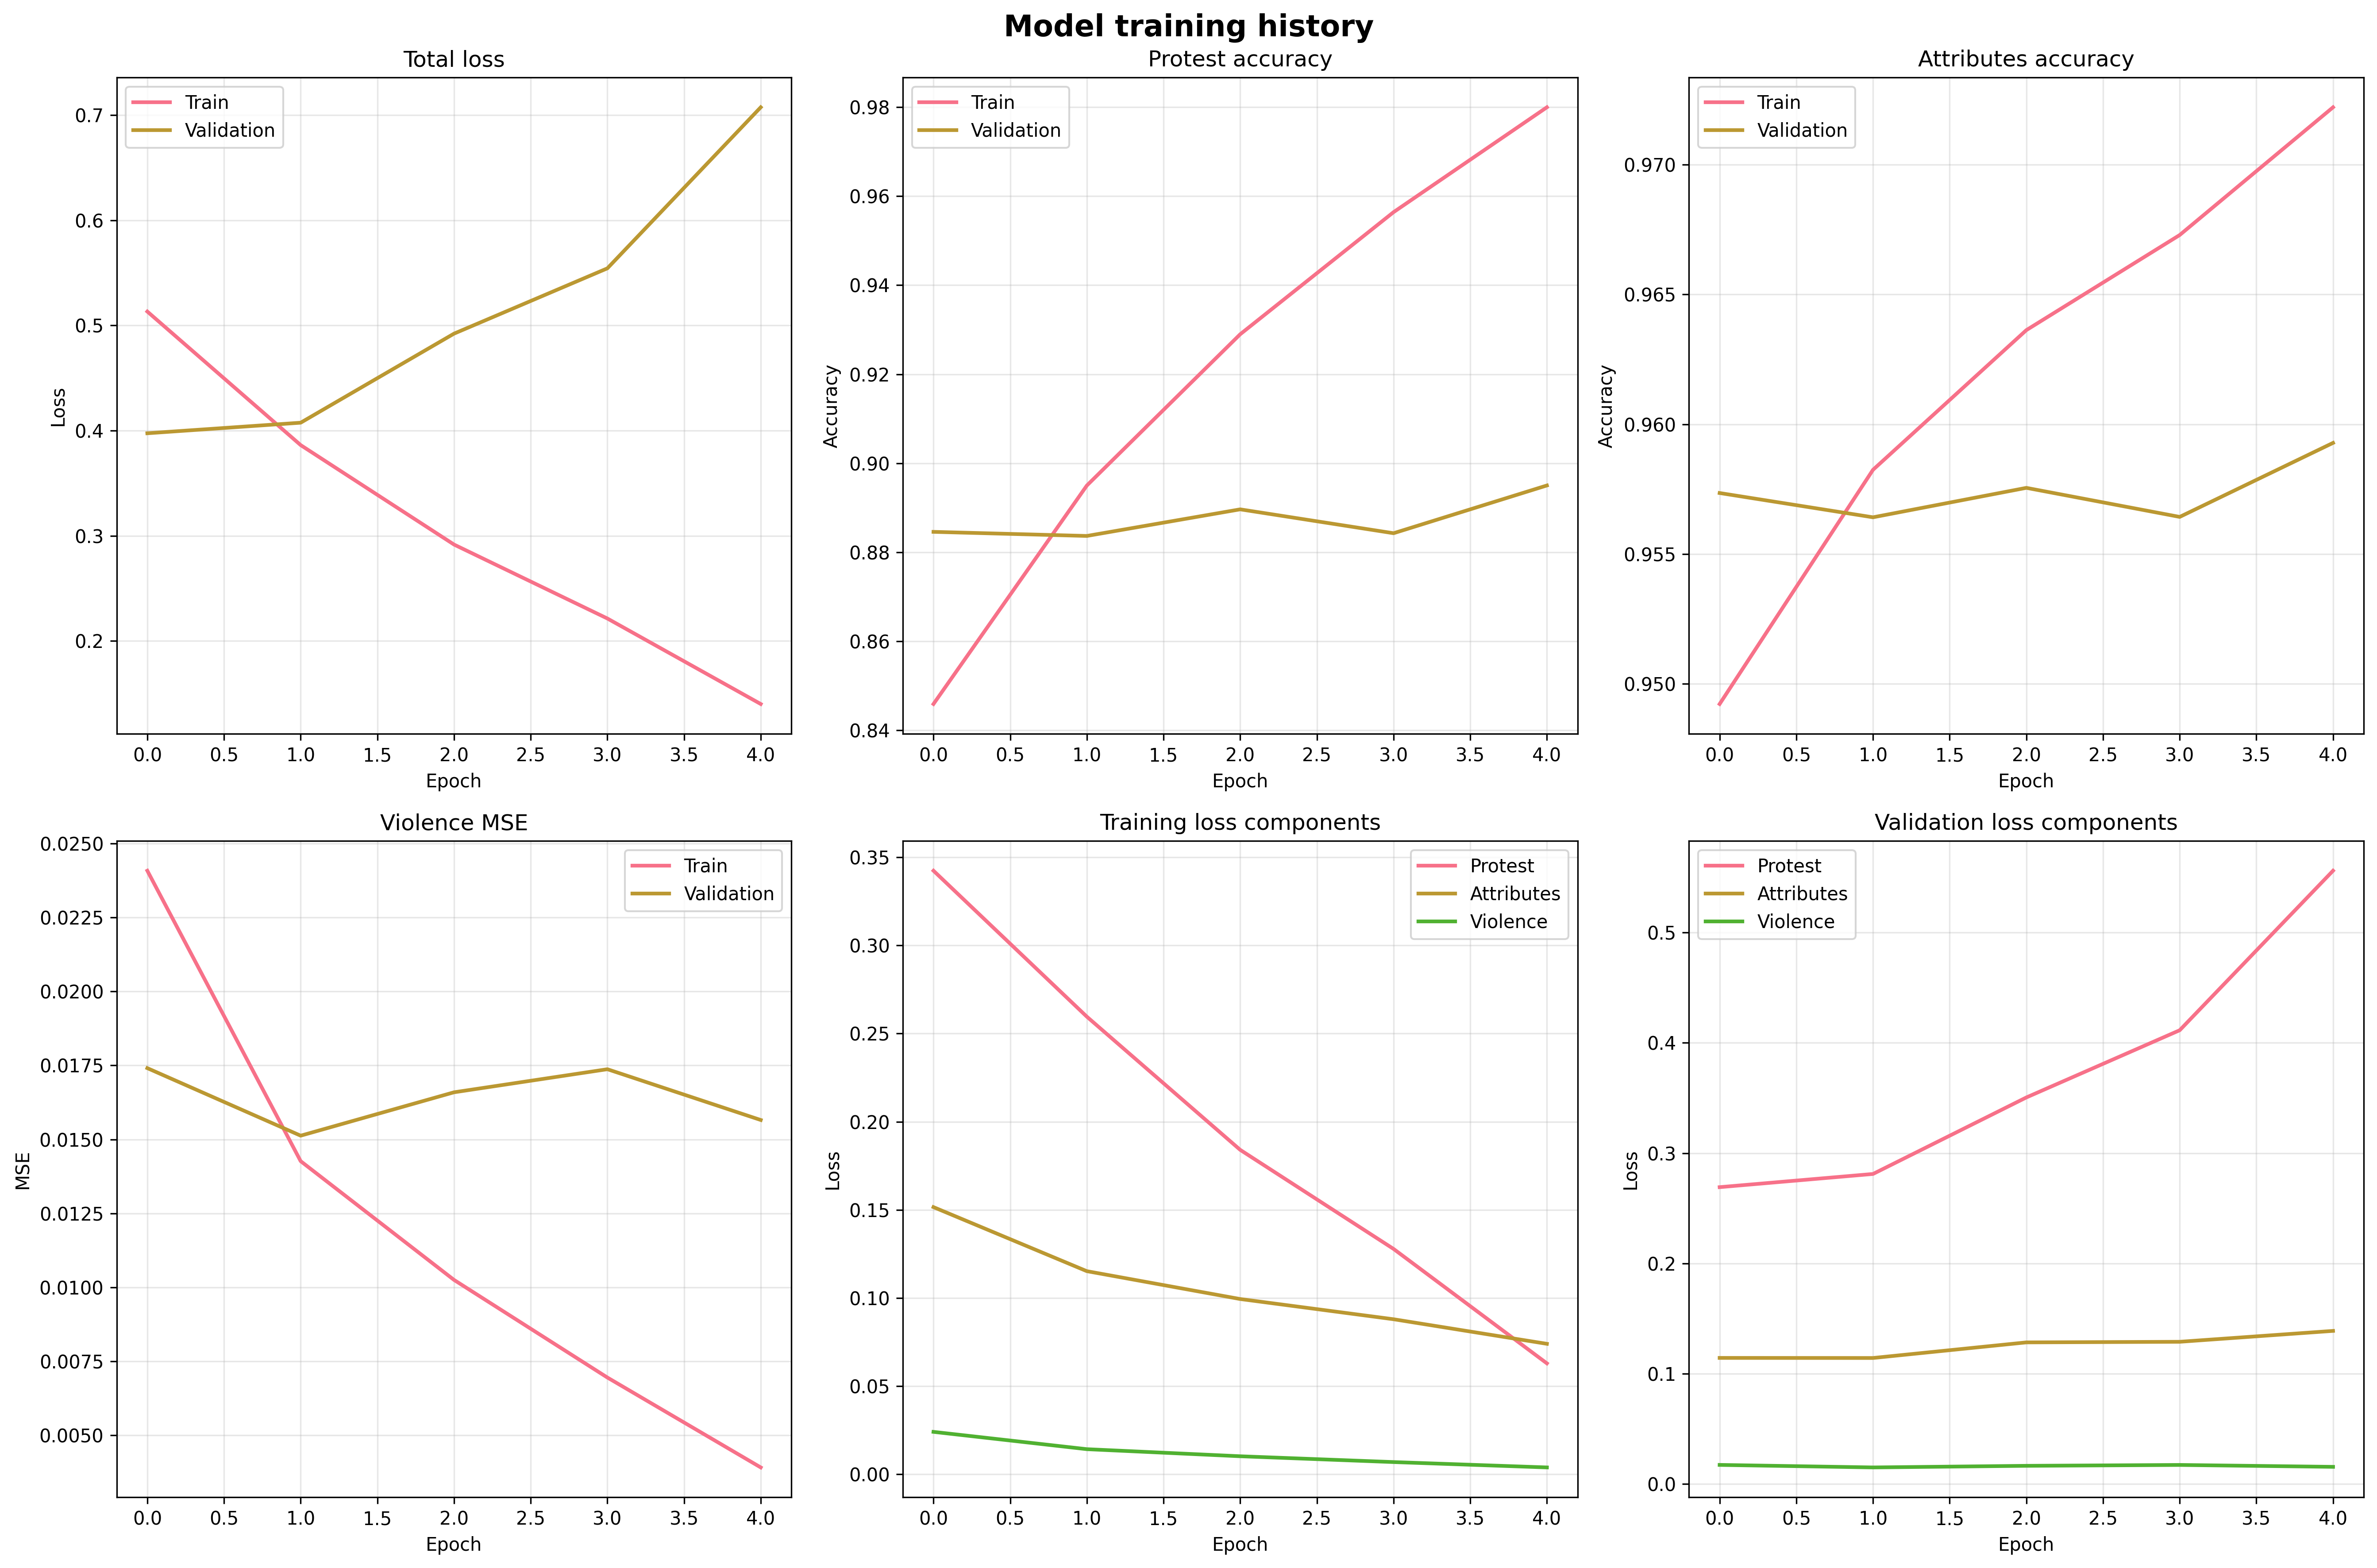 Model training history
Total loss
Train
Validation
0.7
0.6
0.5
0.4
0.3
0.2
Loss
0.0 0.5 1.0 1.5 2.0 2.5 3.0 3.5 4.0
Epoch
Protest accuracy
Train
Validation
0.98
0.96
0.94
0.92
0.90
0.88
0.86
0.84
Accuracy
0.0 0.5 1.0 1.5 2.0 2.5 3.0 3.5 4.0
Epoch
Attributes accuracy
Train
Validation
0.970
0.965
0.960
0.955
0.950
Accuracy
0.0 0.5 1.0 1.5 2.0 2.5 3.0 3.5 4.0
Epoch
Violence MSE
Train
Validation
0.0250
0.0225
0.0200
0.0175
0.0150
0.0125
0.0100
0.0075
0.0050
MSE
0.0 0.5 1.0 1.5 2.0 2.5 3.0 3.5 4.0
Epoch
Training loss components
Protest
Attributes
Violence
0.35
0.30
0.25
0.20
0.15
0.10
0.05
0.00
Loss
0.0 0.5 1.0 1.5 2.0 2.5 3.0 3.5 4.0
Epoch
Validation loss components
Protest
Attributes
Violence
0.5
0.4
0.3
0.2
0.1
0.0
Loss
0.0 0.5 1.0 1.5 2.0 2.5 3.0 3.5 4.0
Epoch